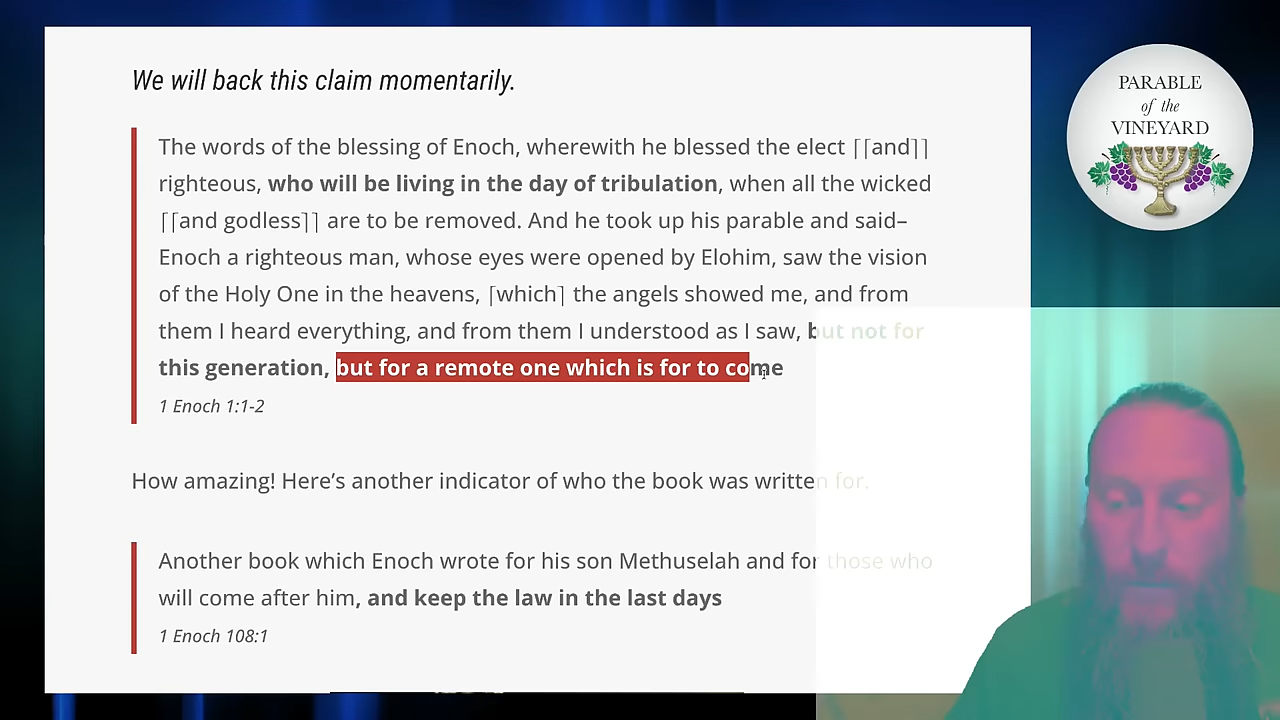 We will back this claim momentarily.
The words of the blessing of Enoch, wherewith he blessed the elect ⌈⌈and⌉⌉
righteous, who will be living in the day of tribulation, when all the wicked
⌈⌈and godless⌉⌉ are to be removed. And he took up his parable and said–
Enoch a righteous man, whose eyes were opened by Elohim, saw the vision
of the Holy One in the heavens, ⌈which⌉ the angels showed me, and from
them I heard everything, and from them I understood as I saw, but not for
this generation, but for a remote one which is for to come
1 Enoch 1:1-2
How amazing! Here’s another indicator of who the book was written for.
Another book which Enoch wrote for his son Methuselah and for those who
will come after him, and keep the law in the last days
1 Enoch 108:1
PARABLE
of the
VINEYARD